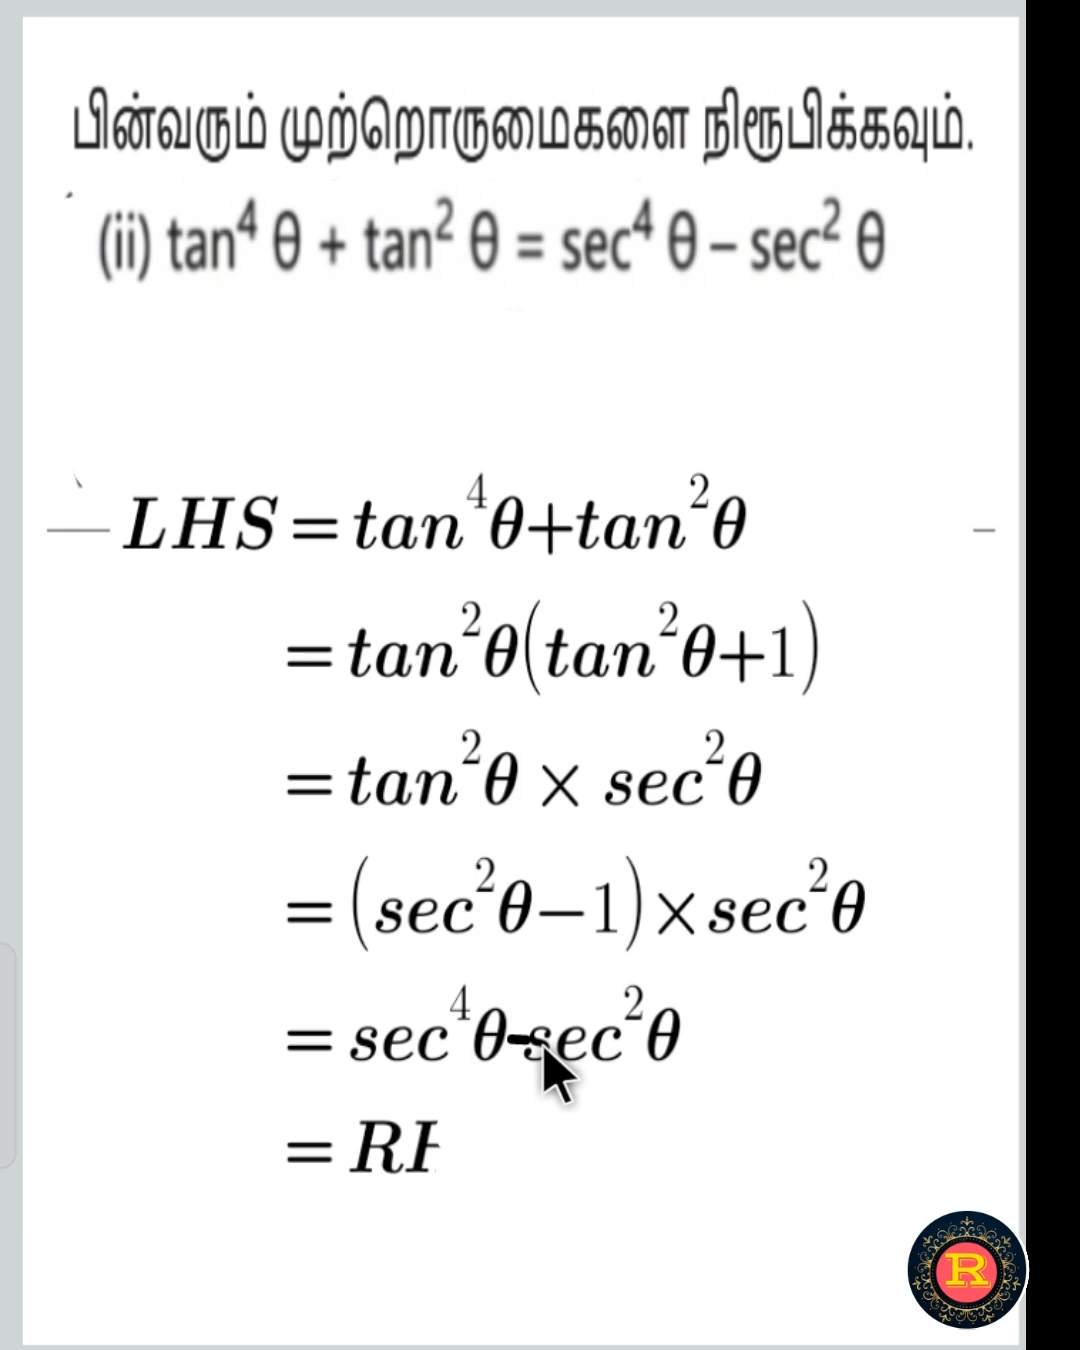 பின்வரும் முற்றொருமைகளை நிரூபிக்கவும்.
(ii) tan⁴ θ + tan² θ = sec⁴ θ – sec² θ
LHS = tan⁴θ+tan²θ
= tan²θ(tan²θ+1)
= tan²θ × sec²θ
= (sec²θ−1)×sec²θ
= sec⁴θ-sec²θ
= R
R